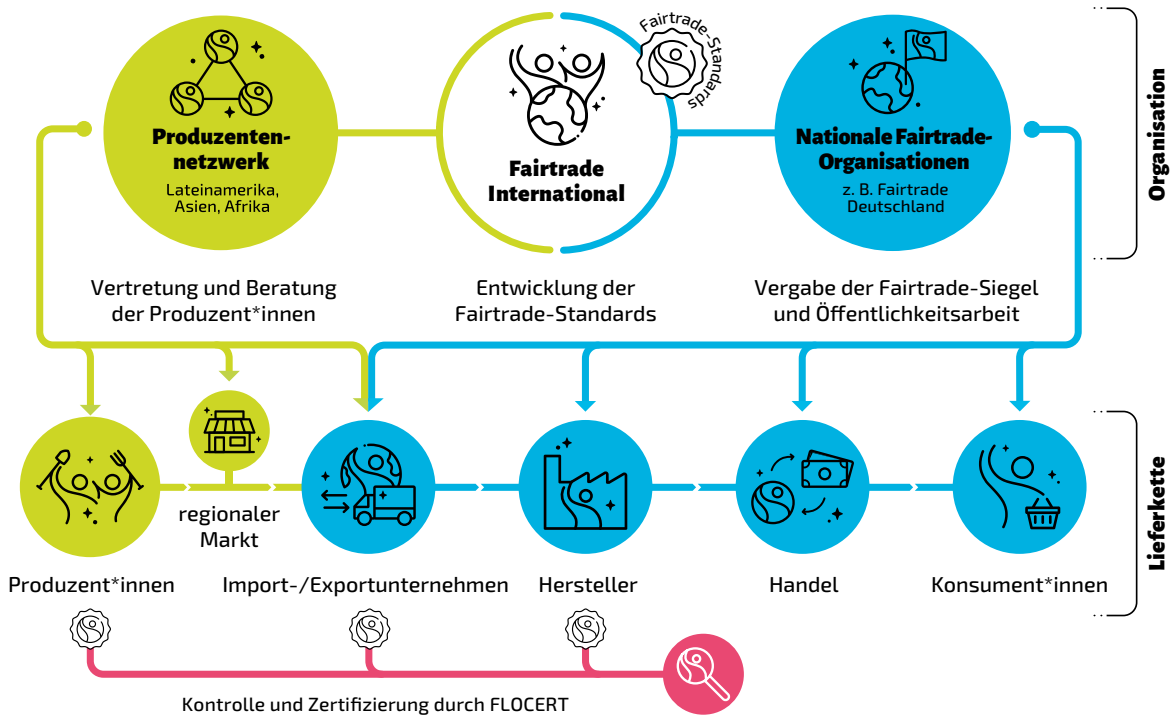 Produzenten-
netzwerk
Lateinamerika,
Asien, Afrika
Fairtrade
International
Fairtrade-Standards
Nationale Fairtrade-
Organisationen
z. B. Fairtrade
Deutschland
Organisation
Vertretung und Beratung
der Produzent*innen
Entwicklung der
Fairtrade-Standards
Vergabe der Fairtrade-Siegel
und Öffentlichkeitsarbeit
regionaler
Markt
Produzent*innen
Import-/Exportunternehmen
Hersteller
Handel
Konsument*innen
Lieferkette
Kontrolle und Zertifizierung durch FLOCERT